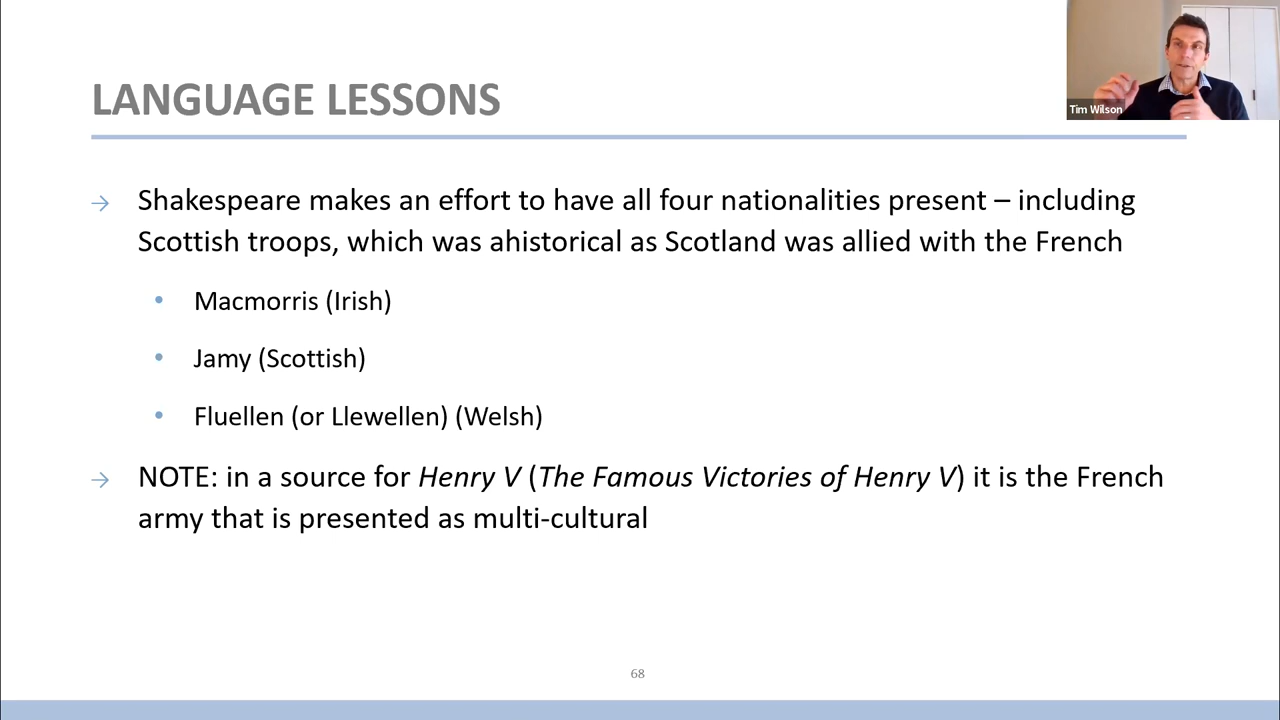 LANGUAGE LESSONS
Tim Wilson
→ Shakespeare makes an effort to have all four nationalities present – including
Scottish troops, which was ahistorical as Scotland was allied with the French
• Macmorris (Irish)
• Jamy (Scottish)
• Fluellen (or Llewellen) (Welsh)
→ NOTE: in a source for Henry V (The Famous Victories of Henry V) it is the French
army that is presented as multi-cultural
68